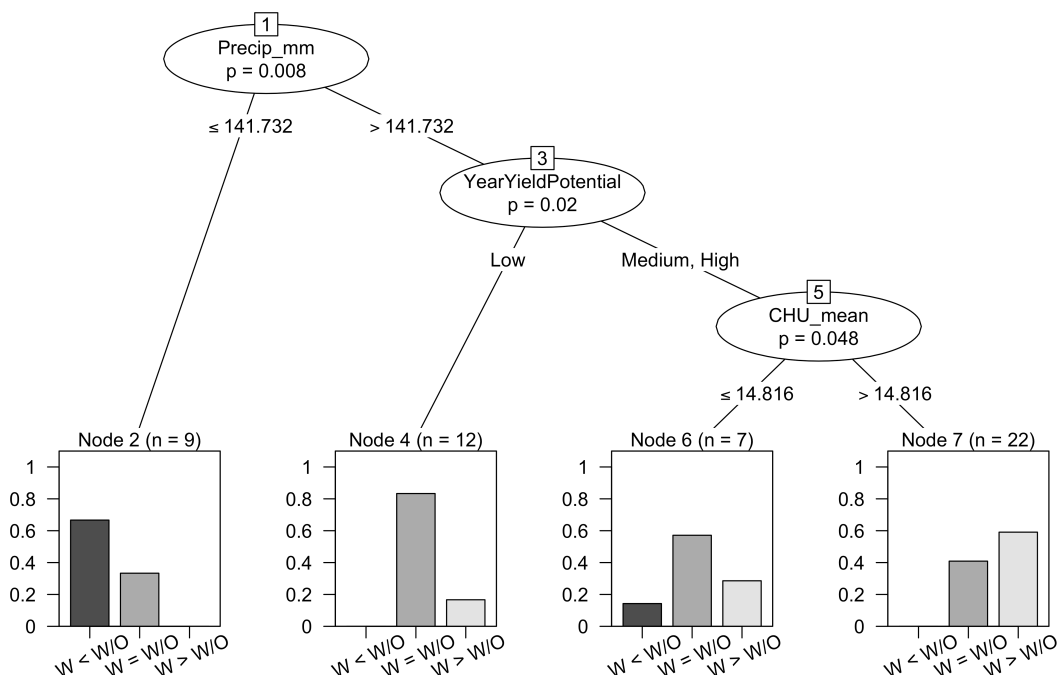 1
Precip_mm
p = 0.008
≤ 141.732
> 141.732
3
YearYieldPotential
p = 0.02
Low
Medium, High
5
CHU_mean
p = 0.048
≤ 14.816
> 14.816
Node 2 (n = 9)
1
0.8
0.6
0.4
0.2
0
W < W/O
W = W/O
W > W/O
Node 4 (n = 12)
1
0.8
0.6
0.4
0.2
0
W < W/O
W = W/O
W > W/O
Node 6 (n = 7)
1
0.8
0.6
0.4
0.2
0
W < W/O
W = W/O
W > W/O
Node 7 (n = 22)
1
0.8
0.6
0.4
0.2
0
W < W/O
W = W/O
W > W/O